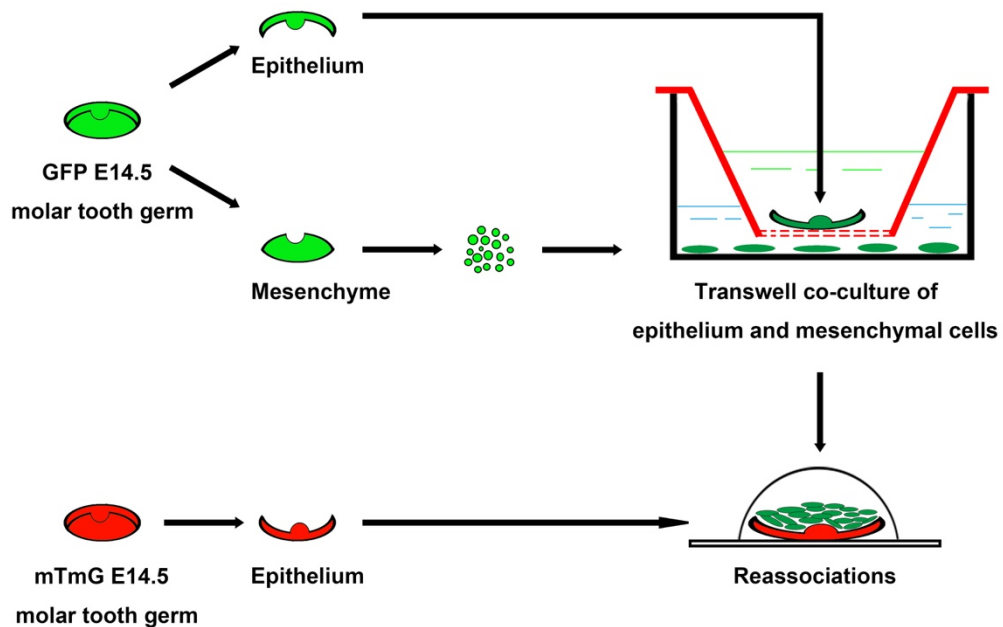 Epithelium
GFP E14.5
molar tooth germ
Mesenchyme
Transwell co-culture of
epithelium and mesenchymal cells
mTmG E14.5
molar tooth germ
Epithelium
Reassociations